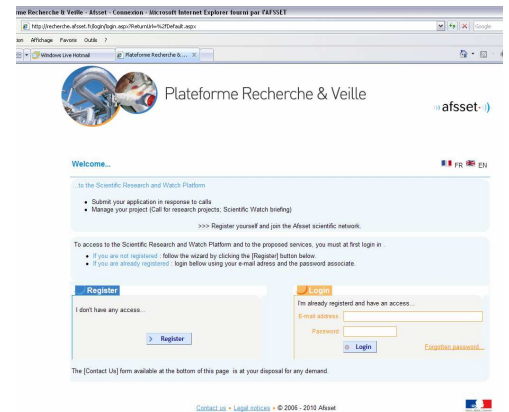 me Recherche & Veille - Afsset - Connexion - Microsoft Internet Explorer fourni par l'AFSSET
http://recherche.afsset.fr/login/login.aspx?ReturnUrl=%2fDefault.aspx
Google
ion Affichage Favoris Outils ?
Windows Live Hotmail
Plateforme Recherche & ...
Plateforme Recherche & Veille
afsset
Welcome...
FR EN
...to the Scientific Research and Watch Platform
• Submit your application in response to calls
• Manage your project (Call for research projects; Scientific Watch briefing)
>>> Register yourself and join the Afsset scientific network.
To access to the Scientific Research and Watch Platform and to the proposed services, you must at first login in .
• If you are not registered : follow the wizard by clicking the [Register] button below.
• If you are already registered : login bellow using your e-mail adress and the password associate.
Register
Login
I don't have any access...
I'm already registerd and have an access...
E-mail address
Password
Register
Login
Forgotten password...
The [Contact Us] form available at the bottom of this page is at your disposal for any demand.
Contact us • Legal notices • © 2006 - 2010 Afsset